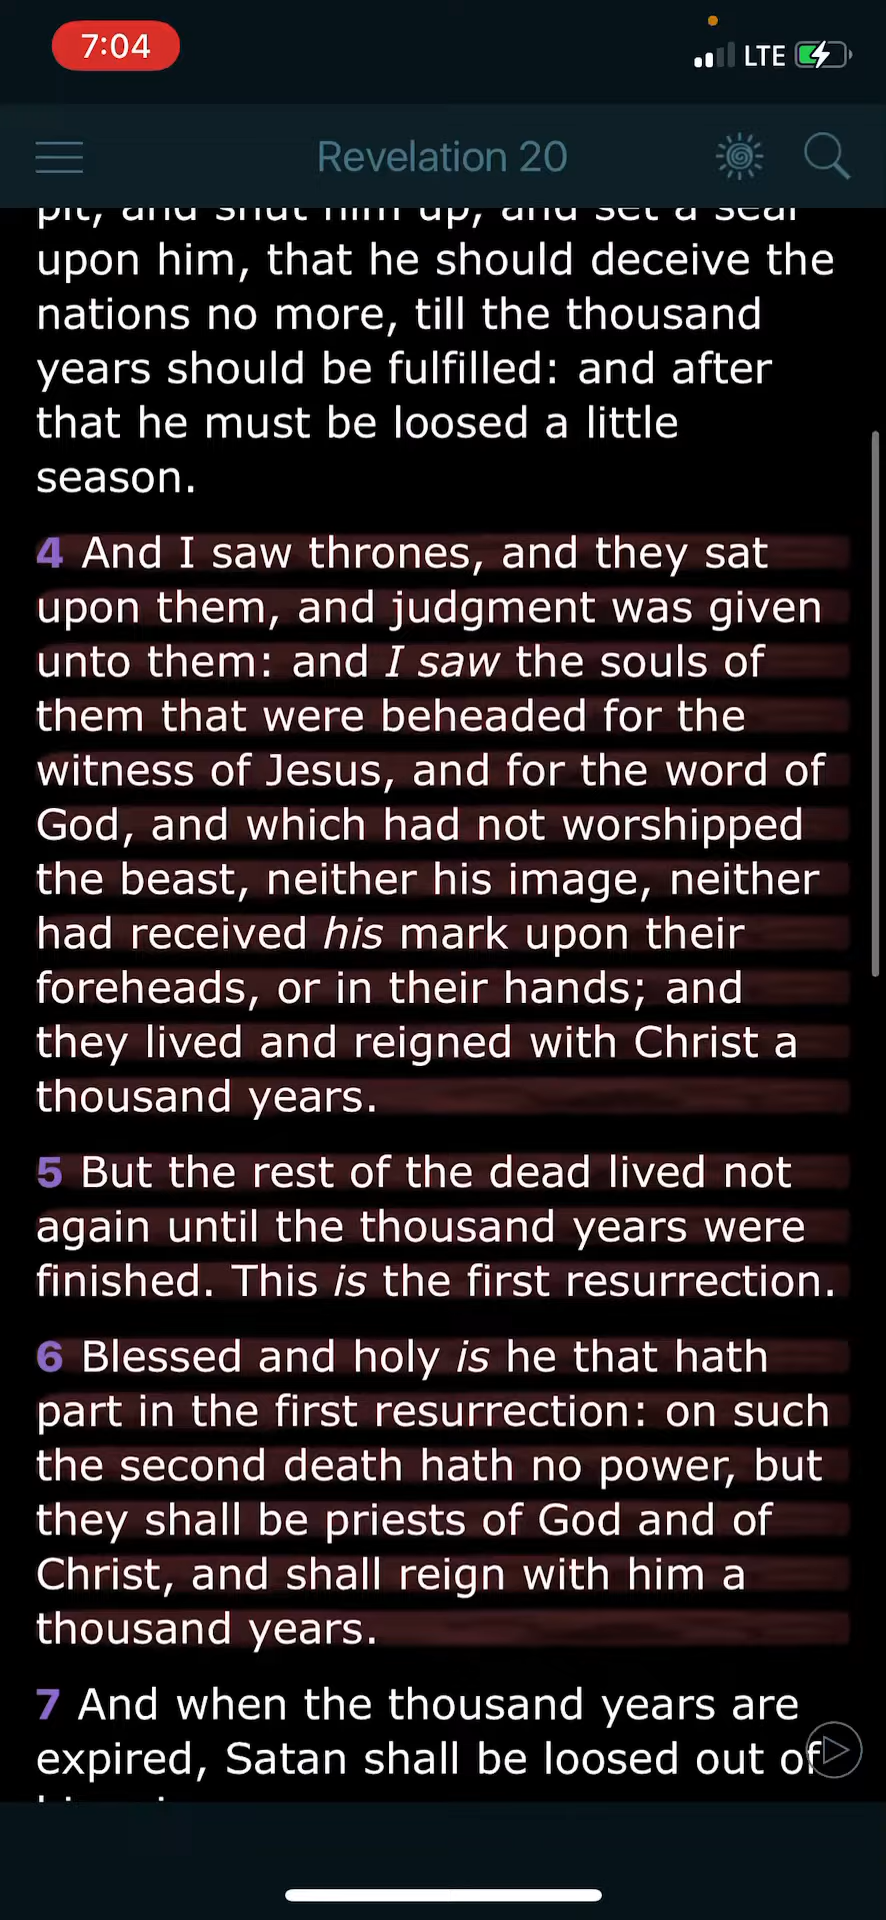 7:04
LTE
Revelation 20
pit, and shut him up, and set a seal
upon him, that he should deceive the
nations no more, till the thousand
years should be fulfilled: and after
that he must be loosed a little
season.
4 And I saw thrones, and they sat
upon them, and judgment was given
unto them: and I saw the souls of
them that were beheaded for the
witness of Jesus, and for the word of
God, and which had not worshipped
the beast, neither his image, neither
had received his mark upon their
foreheads, or in their hands; and
they lived and reigned with Christ a
thousand years.
5 But the rest of the dead lived not
again until the thousand years were
finished. This is the first resurrection.
6 Blessed and holy is he that hath
part in the first resurrection: on such
the second death hath no power, but
they shall be priests of God and of
Christ, and shall reign with him a
thousand years.
7 And when the thousand years are
expired, Satan shall be loosed out of